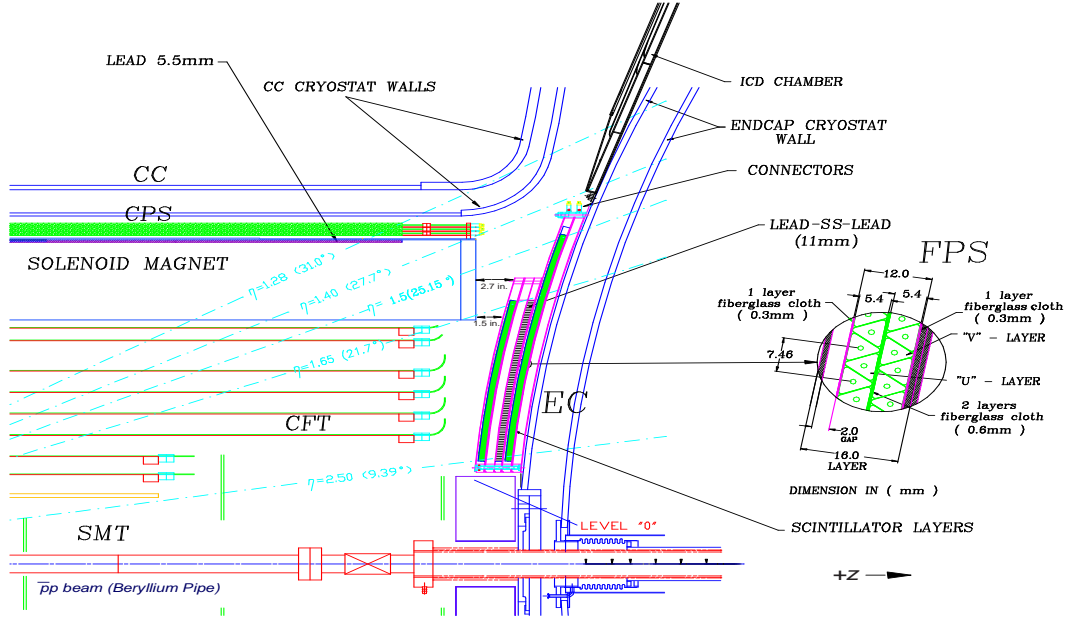 LEAD 5.5mm
CC CRYOSTAT WALLS
ICD CHAMBER
ENDCAP CRYOSTAT
WALL
CONNECTORS
CC
CPS
SOLENOID MAGNET
LEAD-SS-LEAD
(11mm)
FPS
η=1.28 (31.0°)
η=1.40 (27.7°)
η= 1.5(25.15 °)
η=1.65 (21.7°)
η=2.50 (9.39°)
2.7 in.
1.5 in.
12.0
5.4
5.4
1 layer
fiberglass cloth
( 0.3mm )
1 layer
fiberglass cloth
( 0.3mm )
"V" - LAYER
7.46
"U" - LAYER
2 layers
fiberglass cloth
( 0.6mm )
2.0
GAP
16.0
LAYER
DIMENSION IN ( mm )
EC
CFT
SMT
LEVEL "0"
SCINTILLATOR LAYERS
p̅p beam (Beryllium Pipe)
+Z